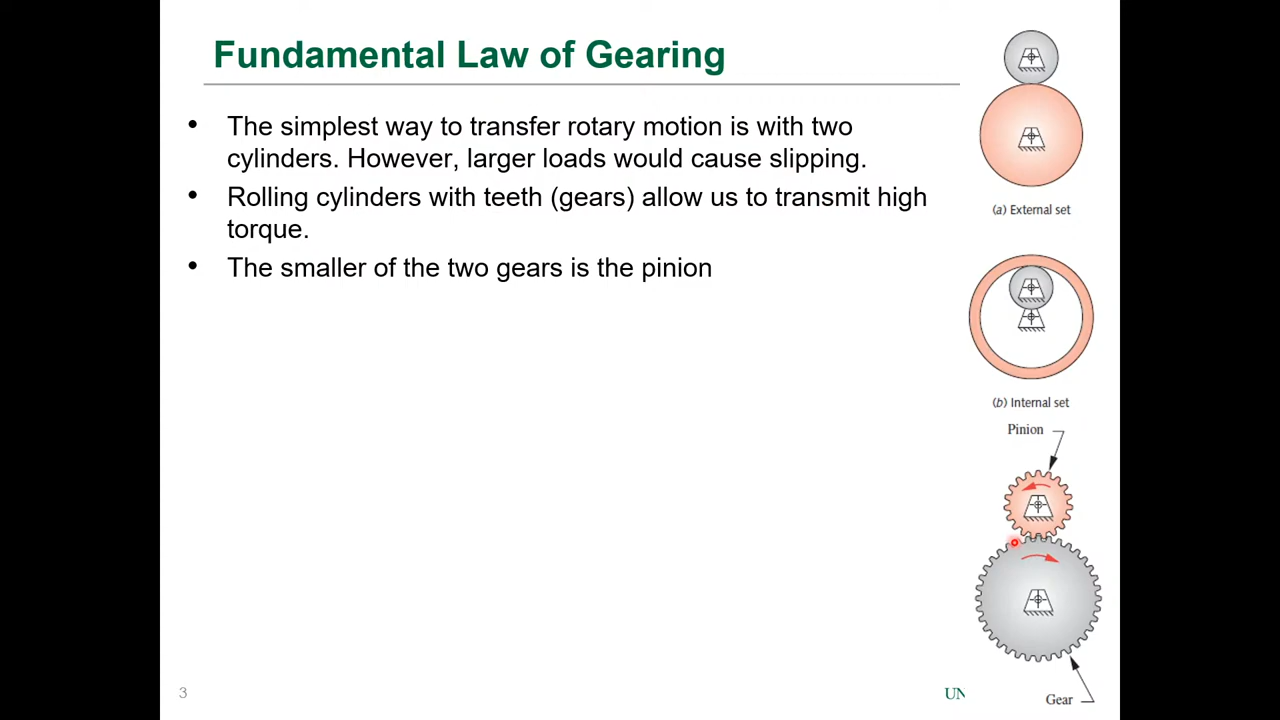 Fundamental Law of Gearing
• The simplest way to transfer rotary motion is with two
cylinders. However, larger loads would cause slipping.
• Rolling cylinders with teeth (gears) allow us to transmit high
torque.
• The smaller of the two gears is the pinion
(a) External set
(b) Internal set
Pinion
Gear
3
UN